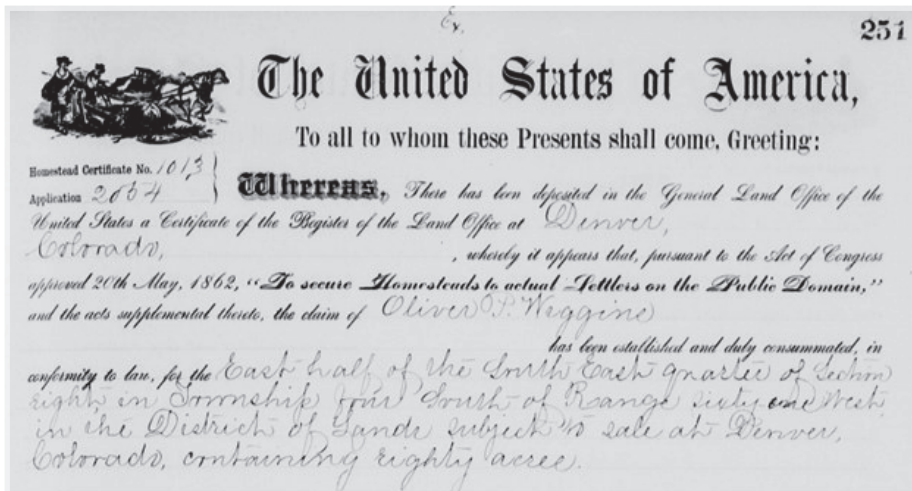 Ex.
251
The United States of America,
To all to whom these Presents shall come, Greeting:
Homestead Certificate No. 1013
Application 2054
Whereas, There has been deposited in the General Land Office of the
United States a Certificate of the Register of the Land Office at Denver,
Colorado, , whereby it appears that, pursuant to the Act of Congress
approved 20th May, 1862, “To secure Homesteads to actual Settlers on the Public Domain,”
and the acts supplemental thereto, the claim of Oliver P. Wiggins
has been established and duly consummated, in
conformity to law, for the East half of the South East quarter of Section
eight, in Township four South of Range sixty one West,
in the District of Lands subject to sale at Denver,
Colorado, containing eighty acres.